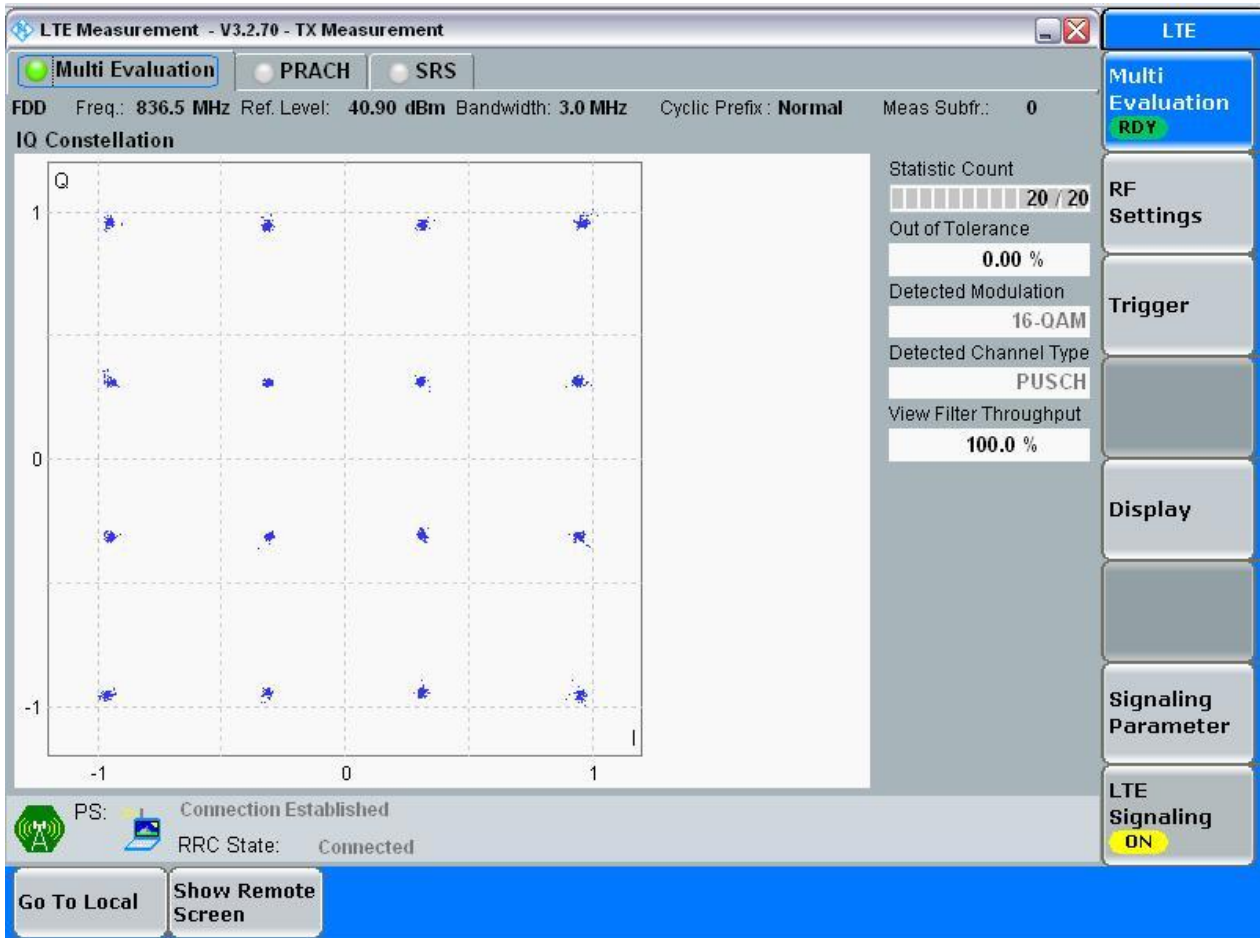 LTE Measurement - V3.2.70 - TX Measurement
LTE
Multi Evaluation PRACH SRS
Multi
Evaluation
RDY
FDD Freq.: 836.5 MHz Ref. Level: 40.90 dBm Bandwidth: 3.0 MHz Cyclic Prefix : Normal Meas Subfr.: 0
IQ Constellation
Q
1
0
-1
-1 0 1
I
Statistic Count
20 / 20
Out of Tolerance
0.00 %
Detected Modulation
16-QAM
Detected Channel Type
PUSCH
View Filter Throughput
100.0 %
RF
Settings
Trigger
Display
Signaling
Parameter
LTE
Signaling
ON
PS: Connection Established
RRC State: Connected
Go To Local
Show Remote
Screen